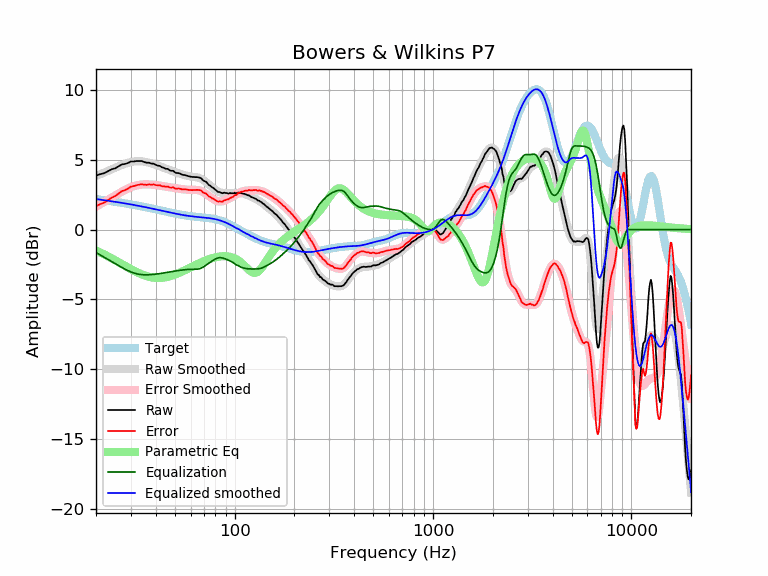 Bowers & Wilkins P7
Amplitude (dBr)
10
5
0
−5
−10
−15
−20
Target
Raw Smoothed
Error Smoothed
Raw
Error
Parametric Eq
Equalization
Equalized smoothed
100 1000 10000
Frequency (Hz)